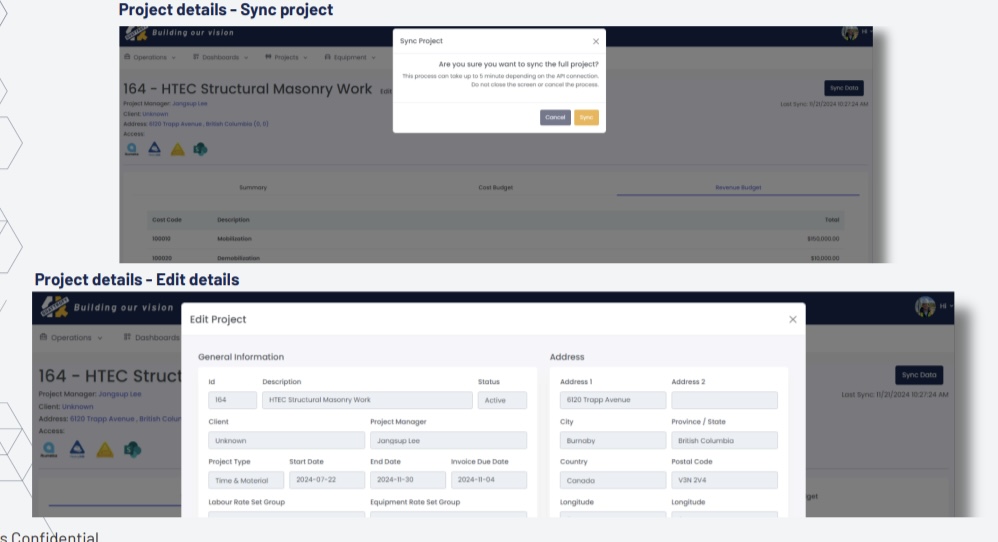 Project details - Sync project
Building our vision
Hi
Operations
Dashboards
Projects
Equipment
Sync Project
Are you sure you want to sync the full project?
This process can take up to 5 minute depending on the API connection.
Do not close the screen or cancel the process.
Cancel
Sync
164 - HTEC Structural Masonry Work
Edit
Sync Data
Project Manager: Jangsup Lee
Last Sync: 11/21/2024 10:27:24 AM
Client: Unknown
Address: 6120 Trapp Avenue , British Columbia (0, 0)
Access:
Summary
Cost Budget
Revenue Budget
Cost Code
Description
Total
100010
Mobilization
$150,000.00
100020
Demobilization
$10,000.00
Project details - Edit details
Building our vision
Hi
Operations
Dashboards
Edit Project
164 - HTEC Struct
Sync Data
Project Manager: Jangsup Lee
Last Sync: 11/21/2024 10:27:24 AM
Client: Unknown
Address: 6120 Trapp Avenue , British Colum
Access:
General Information
Address
Id
Description
Status
Address 1
Address 2
164
HTEC Structural Masonry Work
Active
6120 Trapp Avenue
Client
Project Manager
City
Province / State
Unknown
Jangsup Lee
Burnaby
British Columbia
Project Type
Start Date
End Date
Invoice Due Date
Country
Postal Code
Time & Material
2024-07-22
2024-11-30
2024-11-04
Canada
V3N 2V4
Labour Rate Set Group
Equipment Rate Set Group
Longitude
Longitude
get
s Confidential